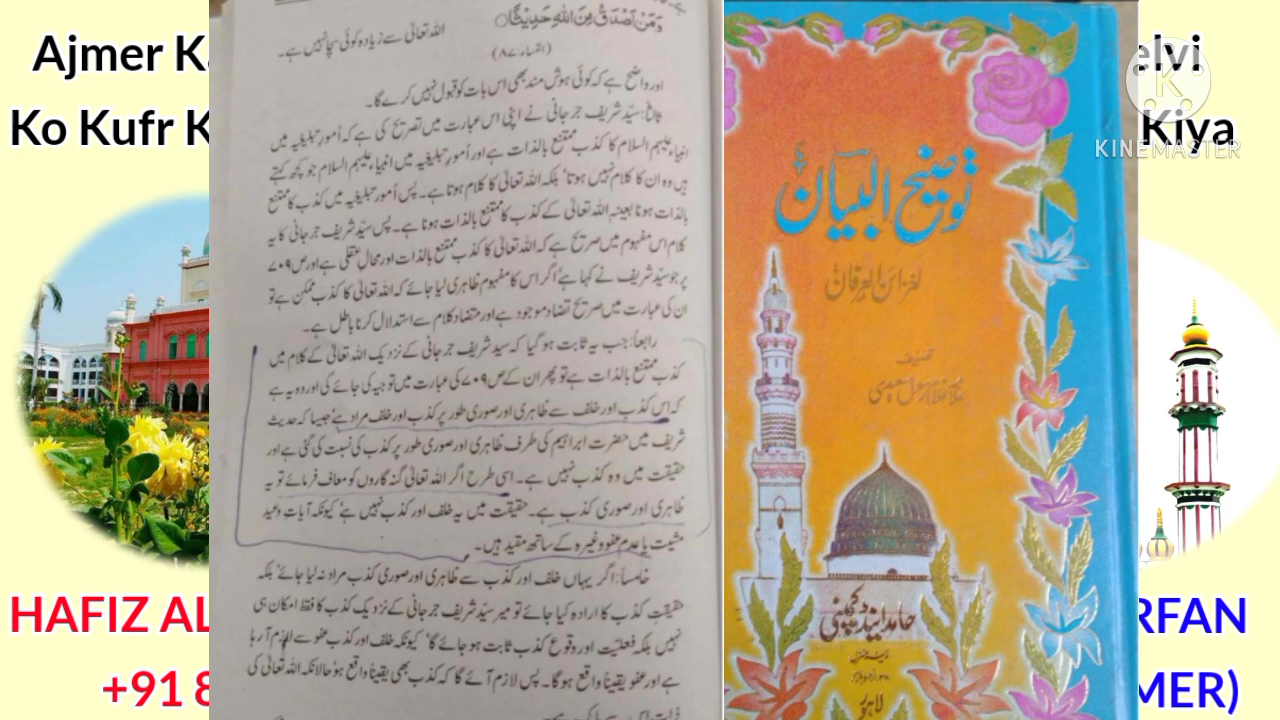 Ajmer Ka
Ko Kufr K
HAFIZ AL
+91 8
وَمَنْ اَصْدَقُ مِنَ اللّٰہِ حَدِیْثًا
اللہ تعالیٰ سے زیادہ کوئی سچا نہیں ہے۔
(النساء: ۸۷)
اور واضح ہے کہ کوئی ہوش مند بھی اس بات کو قبول نہیں کرے گا۔
ثالثاً: سید شریف جرجانی نے اپنی اس عبارت میں تصریح کی ہے کہ اُمورِ تبلیغیہ میں
انبیاء علیہم السلام کا کذب ممتنع بالذات ہے اور اُمورِ تبلیغیہ میں انبیاء علیہم السلام جو کچھ کہتے
ہیں وہ ان کا کلام نہیں ہوتا' بلکہ اللہ تعالیٰ کا کلام ہوتا ہے۔ پس اُمور تبلیغیہ میں کذب کا ممتنع
بالذات ہونا بعینہٖ اللہ تعالیٰ کے کذب کا ممتنع بالذات ہونا ہے۔ پس سید شریف جرجانی کا یہ
کلام اس مفہوم میں صریح ہے کہ اللہ تعالیٰ کا کذب ممتنع بالذات اور محال عقلی ہے اور ص ۷۰۹
پر جو سید شریف نے کہا ہے' اگر اس کا مفہوم ظاہری لیا جائے کہ اللہ تعالیٰ کا کذب ممکن ہے تو
ان کی عبارت میں صریح تضاد موجود ہے اور متضاد کلام سے استدلال کرنا باطل ہے۔
رابعاً: جب یہ ثابت ہو گیا کہ سید شریف جرجانی کے نزدیک اللہ تعالیٰ کے کلام میں
کذب ممتنع بالذات ہے تو پھر ان کے ص ۷۰۹ کی عبارت میں توجیہ کی جائے گی اور وہ یہ ہے
کہ اس کذب اور خلف سے ظاہری اور صوری طور پر کذب اور خلف مراد ہے' جیسا کہ حدیث
شریف میں حضرت ابراہیم کی طرف ظاہری اور صوری طور پر کذب کی نسبت کی گئی ہے اور
حقیقت میں وہ کذب نہیں ہے۔ اسی طرح اگر اللہ تعالیٰ گنہ گاروں کو معاف فرمائے تو یہ
ظاہری اور صوری کذب ہے۔ حقیقت میں یہ خلف اور کذب نہیں ہے' کیونکہ آیاتِ وعید
مشیت یا عدم عفو وغیرہ کے ساتھ مقید ہیں۔
خامساً: اگر یہاں خلف اور کذب سے ظاہری اور صوری کذب مراد نہ لیا جائے' بلکہ
حقیقت کذب کا ارادہ کیا جائے تو میر سید شریف جرجانی کے نزدیک کذب کا فقط امکان ہی
نہیں بلکہ فعلیت اور وقوع کذب ثابت ہو جائے گا' کیونکہ خلف اور کذب عفو سے لازم آ رہا
ہے اور عفو یقیناً واقع ہوگا۔ پس لازم آئے گا کہ کذب بھی یقیناً واقع ہو' حالانکہ اللہ تعالیٰ کی
توضیح البیان
لخزائن العرفان
تصنیف
علامہ غلام رسول سعیدی
حامد اینڈ کمپنی
لاہور
elvi
Kiya
K
KINEMASTER
RFAN
MER)